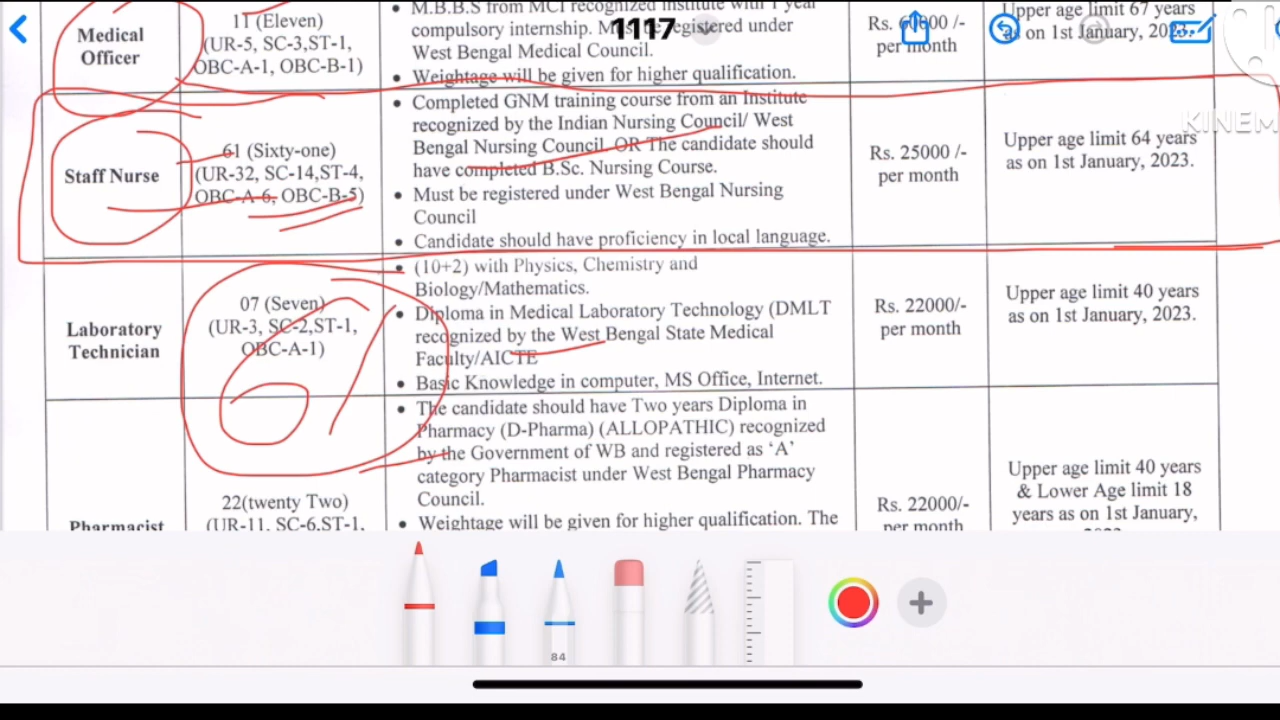 1117
Medical
Officer
11 (Eleven)
(UR-5, SC-3,ST-1,
OBC-A-1, OBC-B-1)
M.B.B.S from MCI recognized institute with 1 year
compulsory internship. Must be registered under
West Bengal Medical Council.
Weightage will be given for higher qualification.
Rs. /-
per month
Upper age limit 67 years
as on 1st January, 2023.
KINEM
Staff Nurse
61 (Sixty-one)
(UR-32, SC-14,ST-4,
OBC-A-6, OBC-B-5)
Completed GNM training course from an Institute
recognized by the Indian Nursing Council/ West
Bengal Nursing Council OR The candidate should
have completed B.Sc. Nursing Course.
Must be registered under West Bengal Nursing
Council
Candidate should have proficiency in local language.
Rs. 25000 /-
per month
Upper age limit 64 years
as on 1st January, 2023.
Laboratory
Technician
07 (Seven)
(UR-3, SC-2,ST-1,
OBC-A-1)
(10+2) with Physics, Chemistry and
Biology/Mathematics.
Diploma in Medical Laboratory Technology (DMLT
recognized by the West Bengal State Medical
Faculty/AICTE
Basic Knowledge in computer, MS Office, Internet.
Rs. 22000/-
per month
Upper age limit 40 years
as on 1st January, 2023.
61
Pharmacist
22(twenty Two)
(UR-11, SC-6,ST-1,
The candidate should have Two years Diploma in
Pharmacy (D-Pharma) (ALLOPATHIC) recognized
by the Government of WB and registered as ‘A’
category Pharmacist under West Bengal Pharmacy
Council.
Weightage will be given for higher qualification. The
Rs. 22000/-
per month
Upper age limit 40 years
& Lower Age limit 18
years as on 1st January,
84